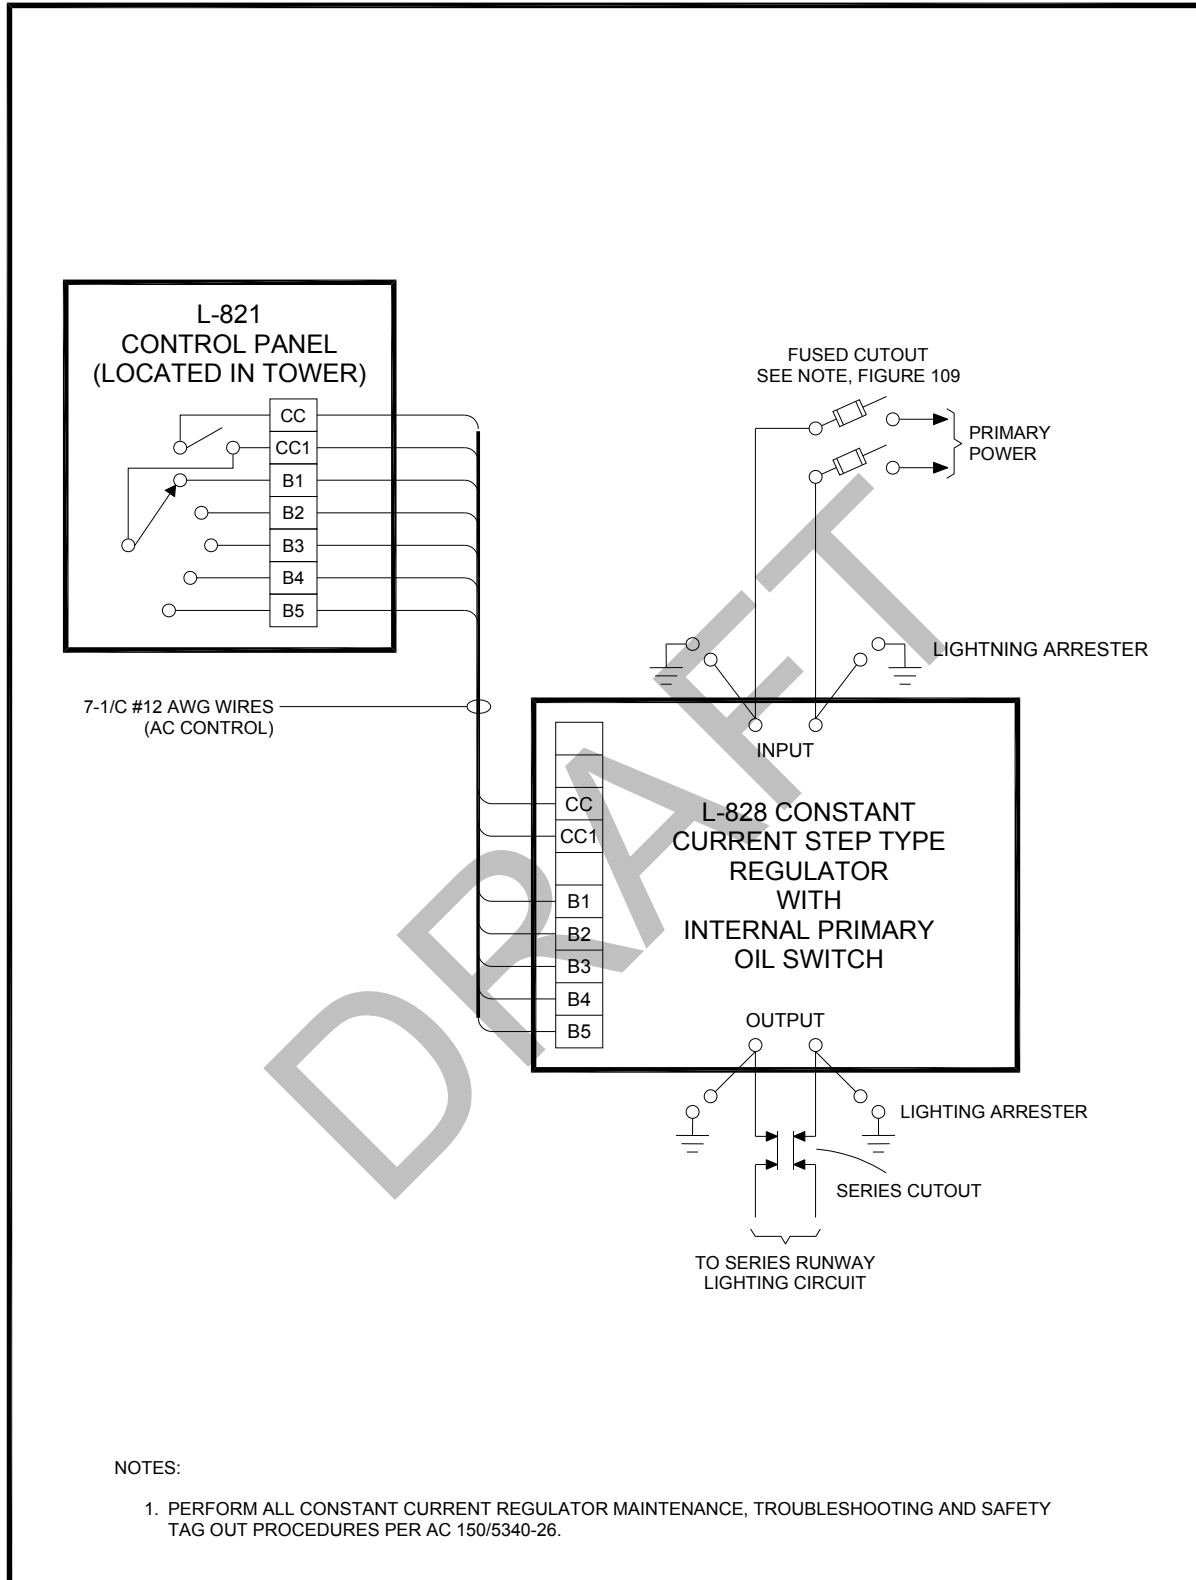 L-821
CONTROL PANEL
(LOCATED IN TOWER)
CC
CC1
B1
B2
B3
B4
B5
FUSED CUTOUT
SEE NOTE, FIGURE 109
PRIMARY
POWER
LIGHTNING ARRESTER
7-1/C #12 AWG WIRES
(AC CONTROL)
INPUT
CC
CC1
B1
B2
B3
B4
B5
L-828 CONSTANT
CURRENT STEP TYPE
REGULATOR
WITH
INTERNAL PRIMARY
OIL SWITCH
OUTPUT
LIGHTING ARRESTER
SERIES CUTOUT
TO SERIES RUNWAY
LIGHTING CIRCUIT
DRAFT
NOTES:
1. PERFORM ALL CONSTANT CURRENT REGULATOR MAINTENANCE, TROUBLESHOOTING AND SAFETY
TAG OUT PROCEDURES PER AC 150/5340-26.